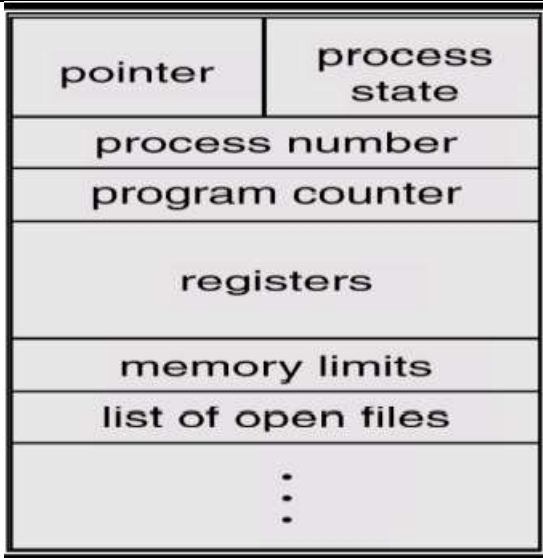 pointer
process
state
process number
program counter
registers
memory limits
list of open files
⋮